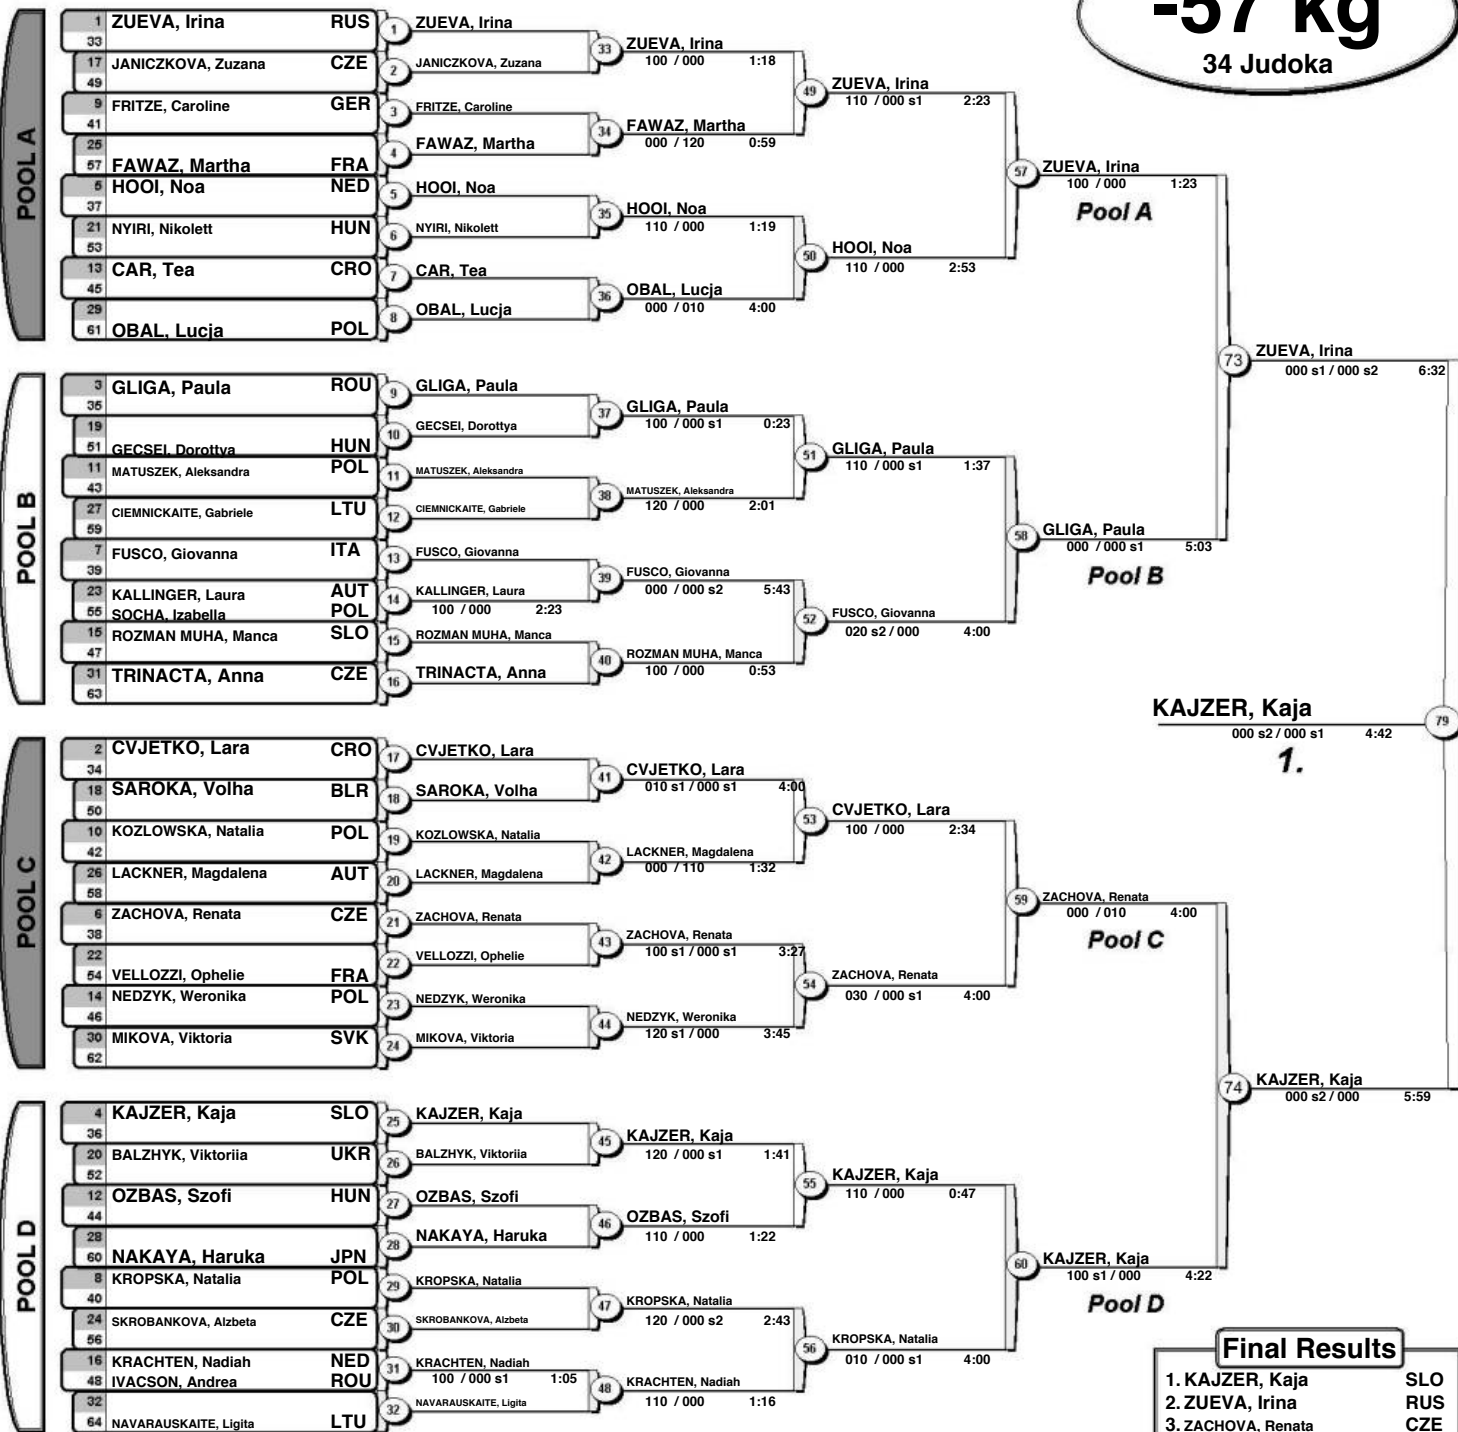 -57 kg
34 Judoka
POOL A
1 ZUEVA, Irina RUS
33
17 JANICZKOVA, Zuzana CZE
49
9 FRITZE, Caroline GER
41
25
57 FAWAZ, Martha FRA
5 HOOI, Noa NED
37
21 NYIRI, Nikolett HUN
53
13 CAR, Tea CRO
45
29
61 OBAL, Lucja POL
1 ZUEVA, Irina
2 JANICZKOVA, Zuzana
3 FRITZE, Caroline
4 FAWAZ, Martha
5 HOOI, Noa
6 NYIRI, Nikolett
7 CAR, Tea
8 OBAL, Lucja
33 ZUEVA, Irina
100 / 000 1:18
34 FAWAZ, Martha
000 / 120 0:59
35 HOOI, Noa
110 / 000 1:19
36 OBAL, Lucja
000 / 010 4:00
49 ZUEVA, Irina
110 / 000 s1 2:23
50 HOOI, Noa
110 / 000 2:53
57 ZUEVA, Irina
100 / 000 1:23
Pool A
POOL B
3 GLIGA, Paula ROU
35
19
51 GECSEI, Dorottya HUN
11 MATUSZEK, Aleksandra POL
43
27 CIEMNICKAITE, Gabriele LTU
59
7 FUSCO, Giovanna ITA
39
23 KALLINGER, Laura AUT
55 SOCHA, Izabella POL
15 ROZMAN MUHA, Manca SLO
47
31 TRINACTA, Anna CZE
63
9 GLIGA, Paula
10 GECSEI, Dorottya
11 MATUSZEK, Aleksandra
12 CIEMNICKAITE, Gabriele
13 FUSCO, Giovanna
14 KALLINGER, Laura
100 / 000 2:23
15 ROZMAN MUHA, Manca
16 TRINACTA, Anna
37 GLIGA, Paula
100 / 000 s1 0:23
38 MATUSZEK, Aleksandra
120 / 000 2:01
39 FUSCO, Giovanna
000 / 000 s2 5:43
40 ROZMAN MUHA, Manca
100 / 000 0:53
51 GLIGA, Paula
110 / 000 s1 1:37
52 FUSCO, Giovanna
020 s2 / 000 4:00
58 GLIGA, Paula
000 / 000 s1 5:03
Pool B
73 ZUEVA, Irina
000 s1 / 000 s2 6:32
KAJZER, Kaja 79
000 s2 / 000 s1 4:42
1.
POOL C
2 CVJETKO, Lara CRO
34
18 SAROKA, Volha BLR
50
10 KOZLOWSKA, Natalia POL
42
26 LACKNER, Magdalena AUT
58
6 ZACHOVA, Renata CZE
38
22
54 VELLOZZI, Ophelie FRA
14 NEDZYK, Weronika POL
46
30 MIKOVA, Viktoria SVK
62
17 CVJETKO, Lara
18 SAROKA, Volha
19 KOZLOWSKA, Natalia
20 LACKNER, Magdalena
21 ZACHOVA, Renata
22 VELLOZZI, Ophelie
23 NEDZYK, Weronika
24 MIKOVA, Viktoria
41 CVJETKO, Lara
010 s1 / 000 s1 4:00
42 LACKNER, Magdalena
000 / 110 1:32
43 ZACHOVA, Renata
100 s1 / 000 s1 3:27
44 NEDZYK, Weronika
120 s1 / 000 3:45
53 CVJETKO, Lara
100 / 000 2:34
54 ZACHOVA, Renata
030 / 000 s1 4:00
59 ZACHOVA, Renata
000 / 010 4:00
Pool C
POOL D
4 KAJZER, Kaja SLO
36
20 BALZHYK, Viktoriia UKR
52
12 OZBAS, Szofi HUN
44
28
60 NAKAYA, Haruka JPN
8 KROPSKA, Natalia POL
40
24 SKROBANKOVA, Alzbeta CZE
56
16 KRACHTEN, Nadiah NED
48 IVACSON, Andrea ROU
32
64 NAVARAUSKAITE, Ligita LTU
25 KAJZER, Kaja
26 BALZHYK, Viktoriia
27 OZBAS, Szofi
28 NAKAYA, Haruka
29 KROPSKA, Natalia
30 SKROBANKOVA, Alzbeta
31 KRACHTEN, Nadiah
100 / 000 s1 1:05
32 NAVARAUSKAITE, Ligita
45 KAJZER, Kaja
120 / 000 s1 1:41
46 OZBAS, Szofi
110 / 000 1:22
47 KROPSKA, Natalia
120 / 000 s2 2:43
48 KRACHTEN, Nadiah
110 / 000 1:16
55 KAJZER, Kaja
110 / 000 0:47
56 KROPSKA, Natalia
010 / 000 s1 4:00
60 KAJZER, Kaja
100 s1 / 000 4:22
Pool D
74 KAJZER, Kaja
000 s2 / 000 5:59
Final Results
1. KAJZER, Kaja SLO
2. ZUEVA, Irina RUS
3. ZACHOVA, Renata CZE